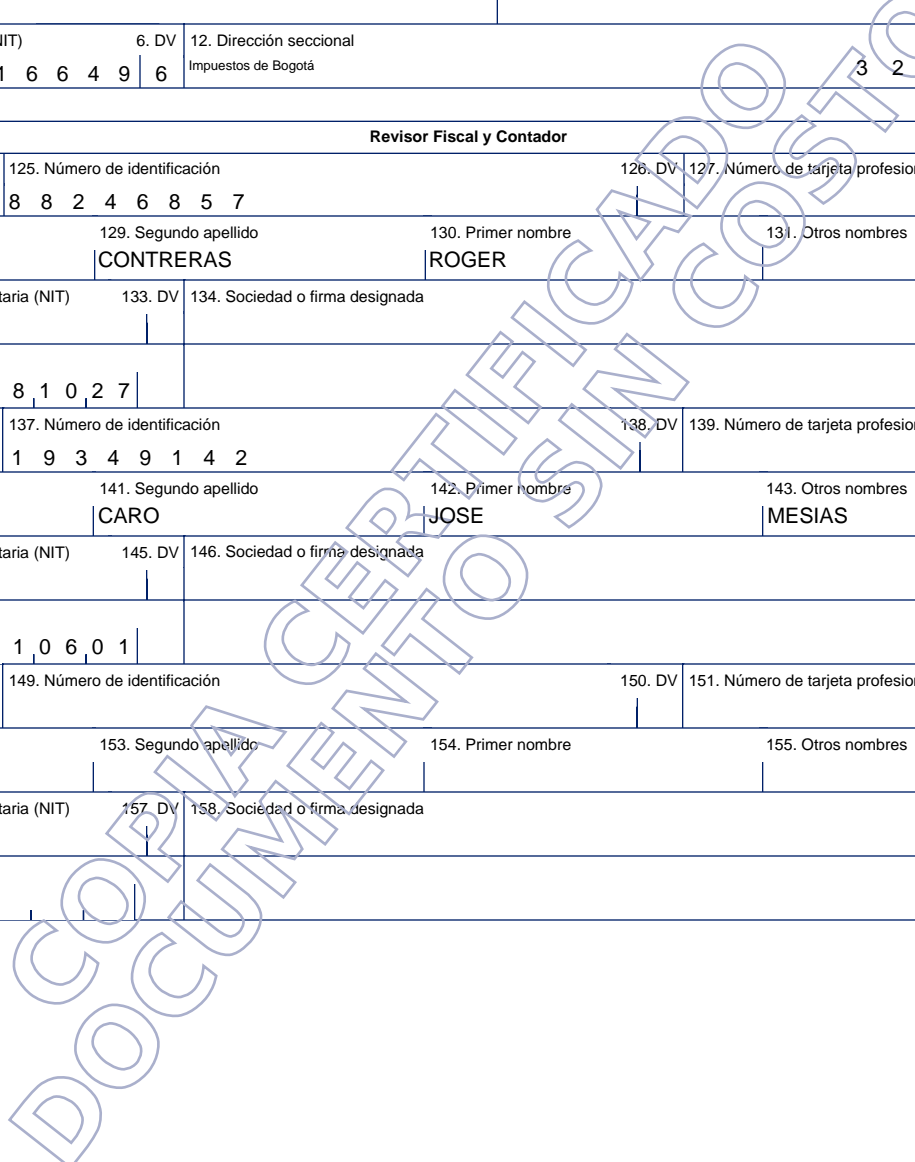 NIT) 6. DV 12. Dirección seccional
1 6 6 4 9 6 Impuestos de Bogotá 3 2
Revisor Fiscal y Contador
125. Número de identificación 126. DV 127. Número de tarjeta profesion
8 8 2 4 6 8 5 7
129. Segundo apellido 130. Primer nombre 131. Otros nombres
CONTRERAS ROGER
taria (NIT) 133. DV 134. Sociedad o firma designada
8 1 0 2 7
137. Número de identificación 138. DV 139. Número de tarjeta profesion
1 9 3 4 9 1 4 2
141. Segundo apellido 142. Primer nombre 143. Otros nombres
CARO JOSE MESIAS
taria (NIT) 145. DV 146. Sociedad o firma designada
1 0 6 0 1
149. Número de identificación 150. DV 151. Número de tarjeta profesion
153. Segundo apellido 154. Primer nombre 155. Otros nombres
taria (NIT) 157. DV 158. Sociedad o firma designada
COPIA CERTIFICADO
DOCUMENTO SIN COSTO